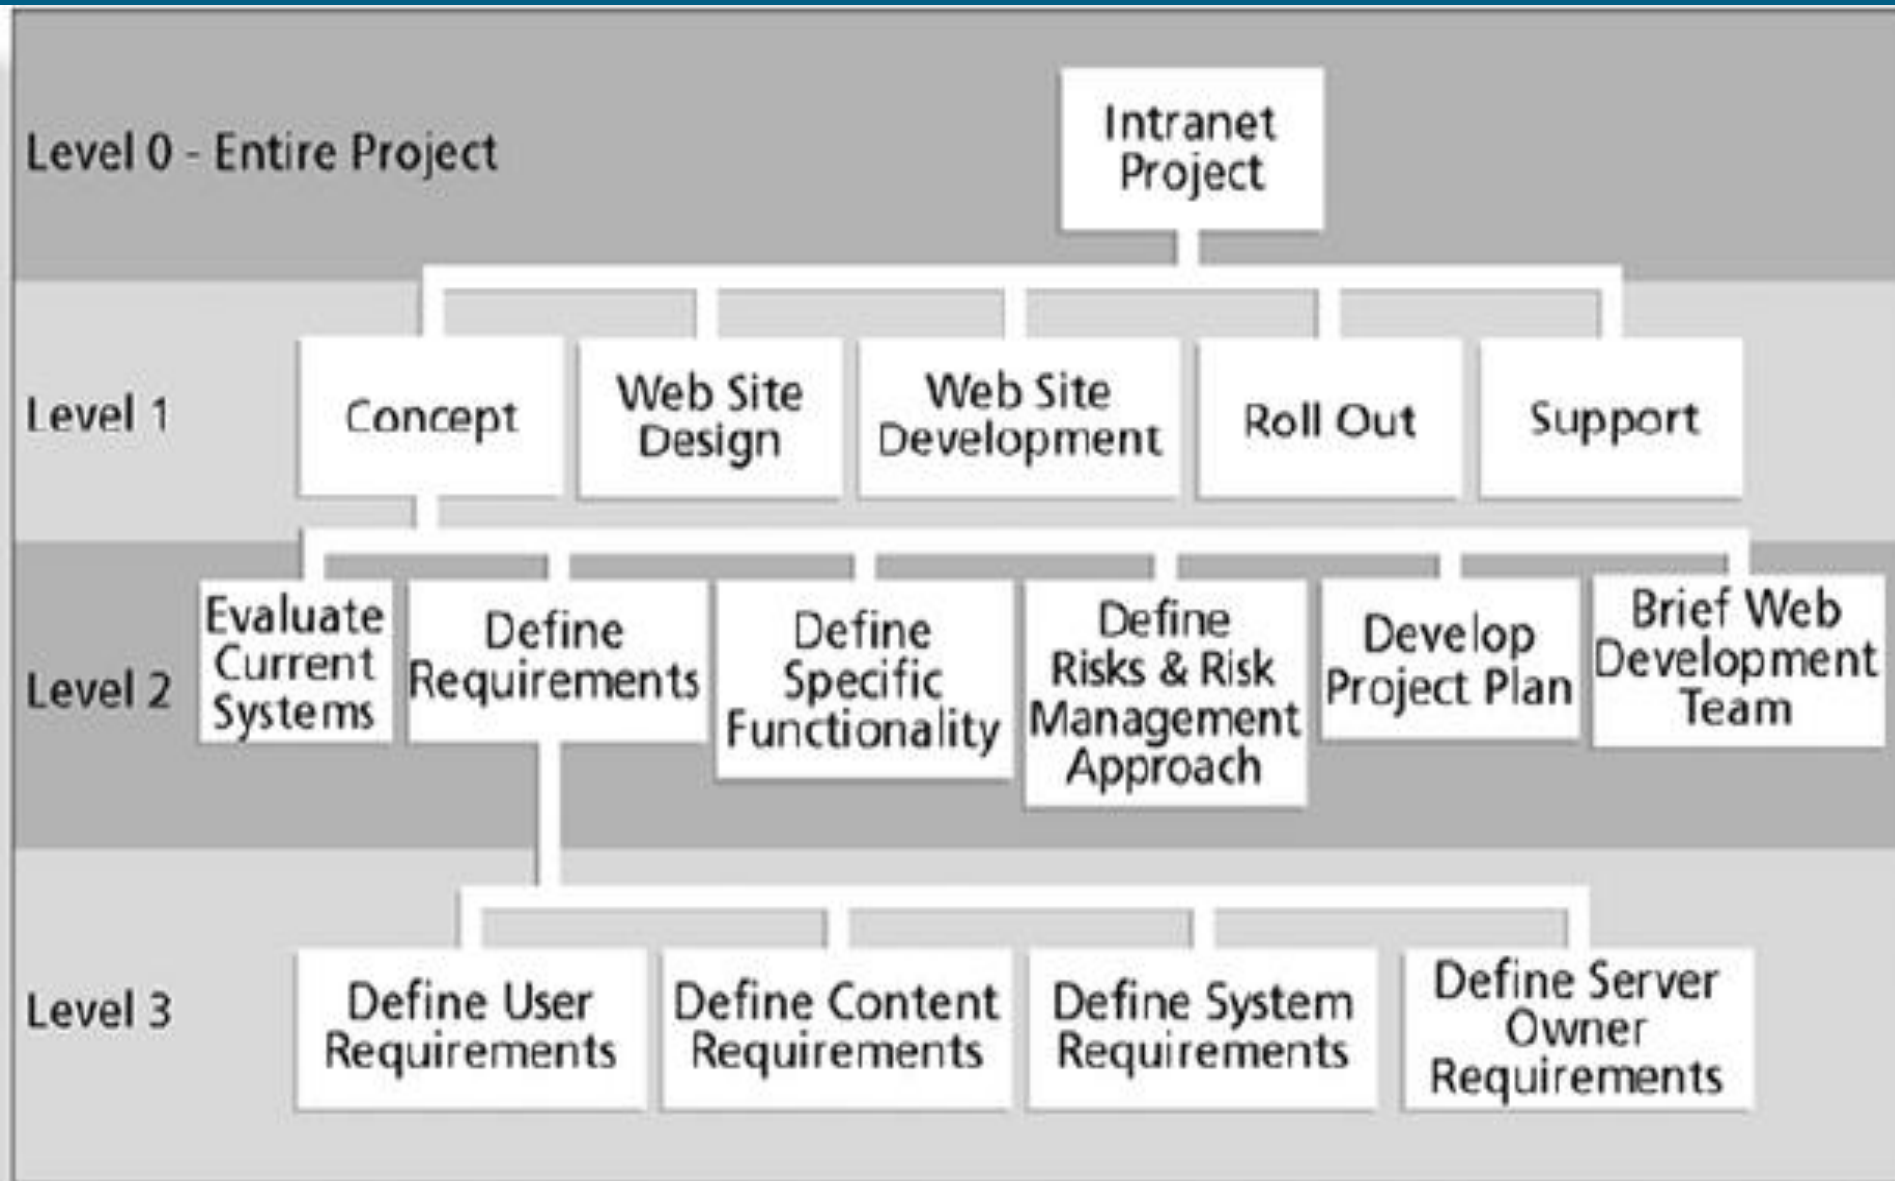 Level 0 - Entire Project
Intranet
Project
Level 1
Concept
Web Site
Design
Web Site
Development
Roll Out
Support
Level 2
Evaluate
Current
Systems
Define
Requirements
Define
Specific
Functionality
Define
Risks & Risk
Management
Approach
Develop
Project Plan
Brief Web
Development
Team
Level 3
Define User
Requirements
Define Content
Requirements
Define System
Requirements
Define Server
Owner
Requirements